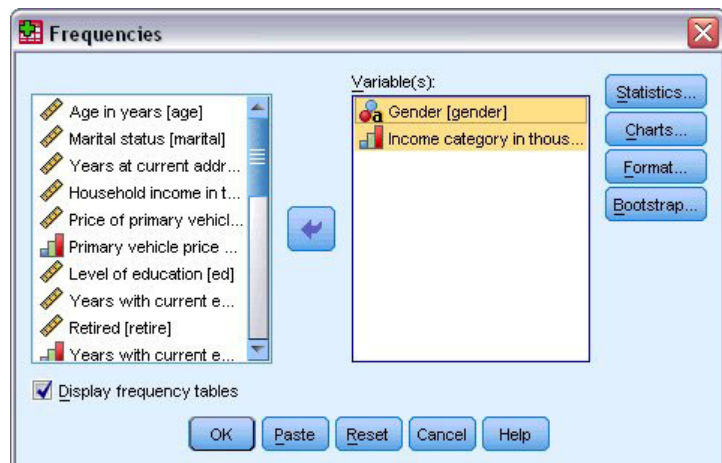 Frequencies
Variable(s):
Age in years [age]
Marital status [marital]
Years at current addr...
Household income in t...
Price of primary vehicl...
Primary vehicle price ...
Level of education [ed]
Years with current e...
Retired [retire]
Years with current e...
Gender [gender]
Income category in thous...
Statistics...
Charts...
Format...
Bootstrap...
Display frequency tables
OK Paste Reset Cancel Help